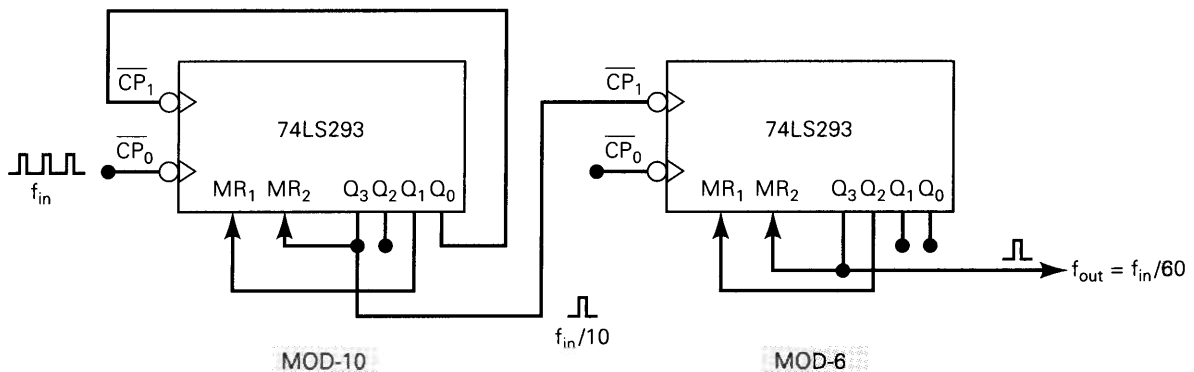 CP1
CP0
fin
74LS293
MR1 MR2 Q3 Q2 Q1 Q0
fin/10
MOD-10
CP1
CP0
74LS293
MR1 MR2 Q3 Q2 Q1 Q0
fout = fin/60
MOD-6